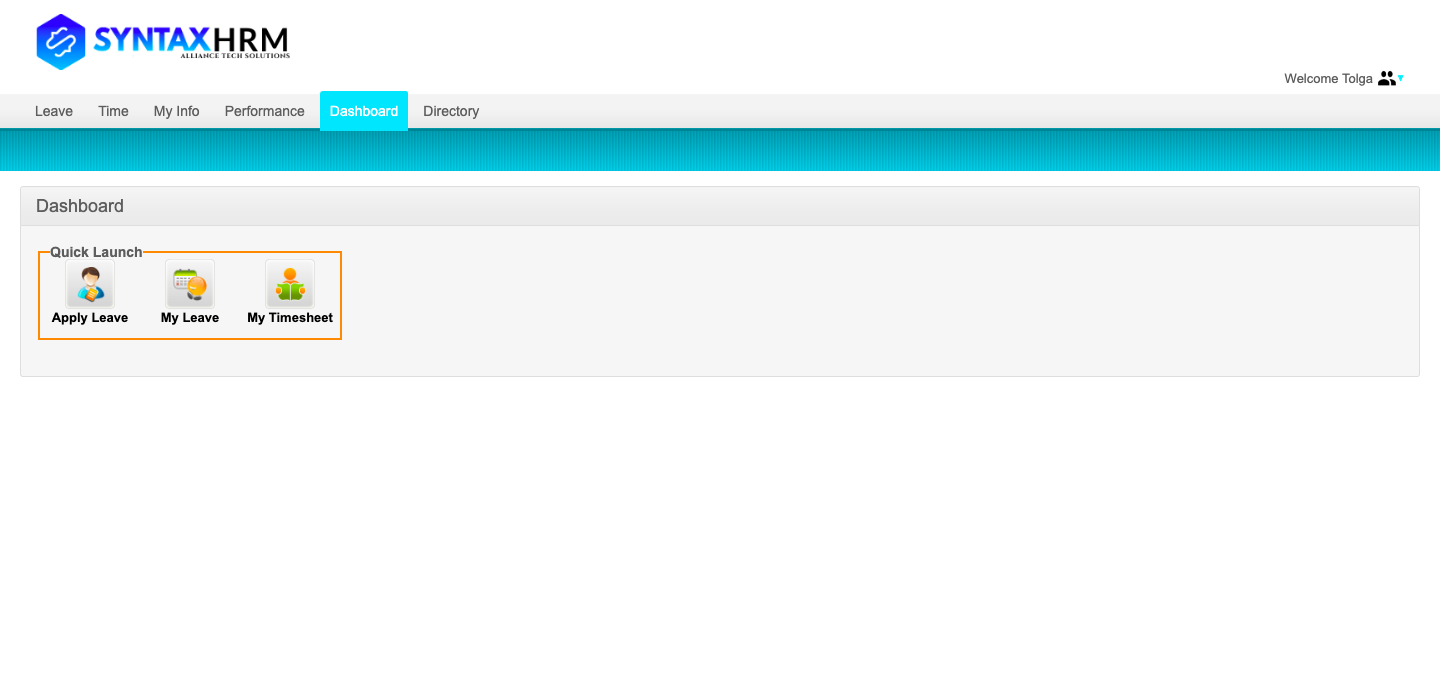 SYNTAXHRM
ALLIANCE TECH SOLUTIONS
Welcome Tolga
Leave Time My Info Performance Dashboard Directory
Dashboard
Quick Launch
Apply Leave My Leave My Timesheet